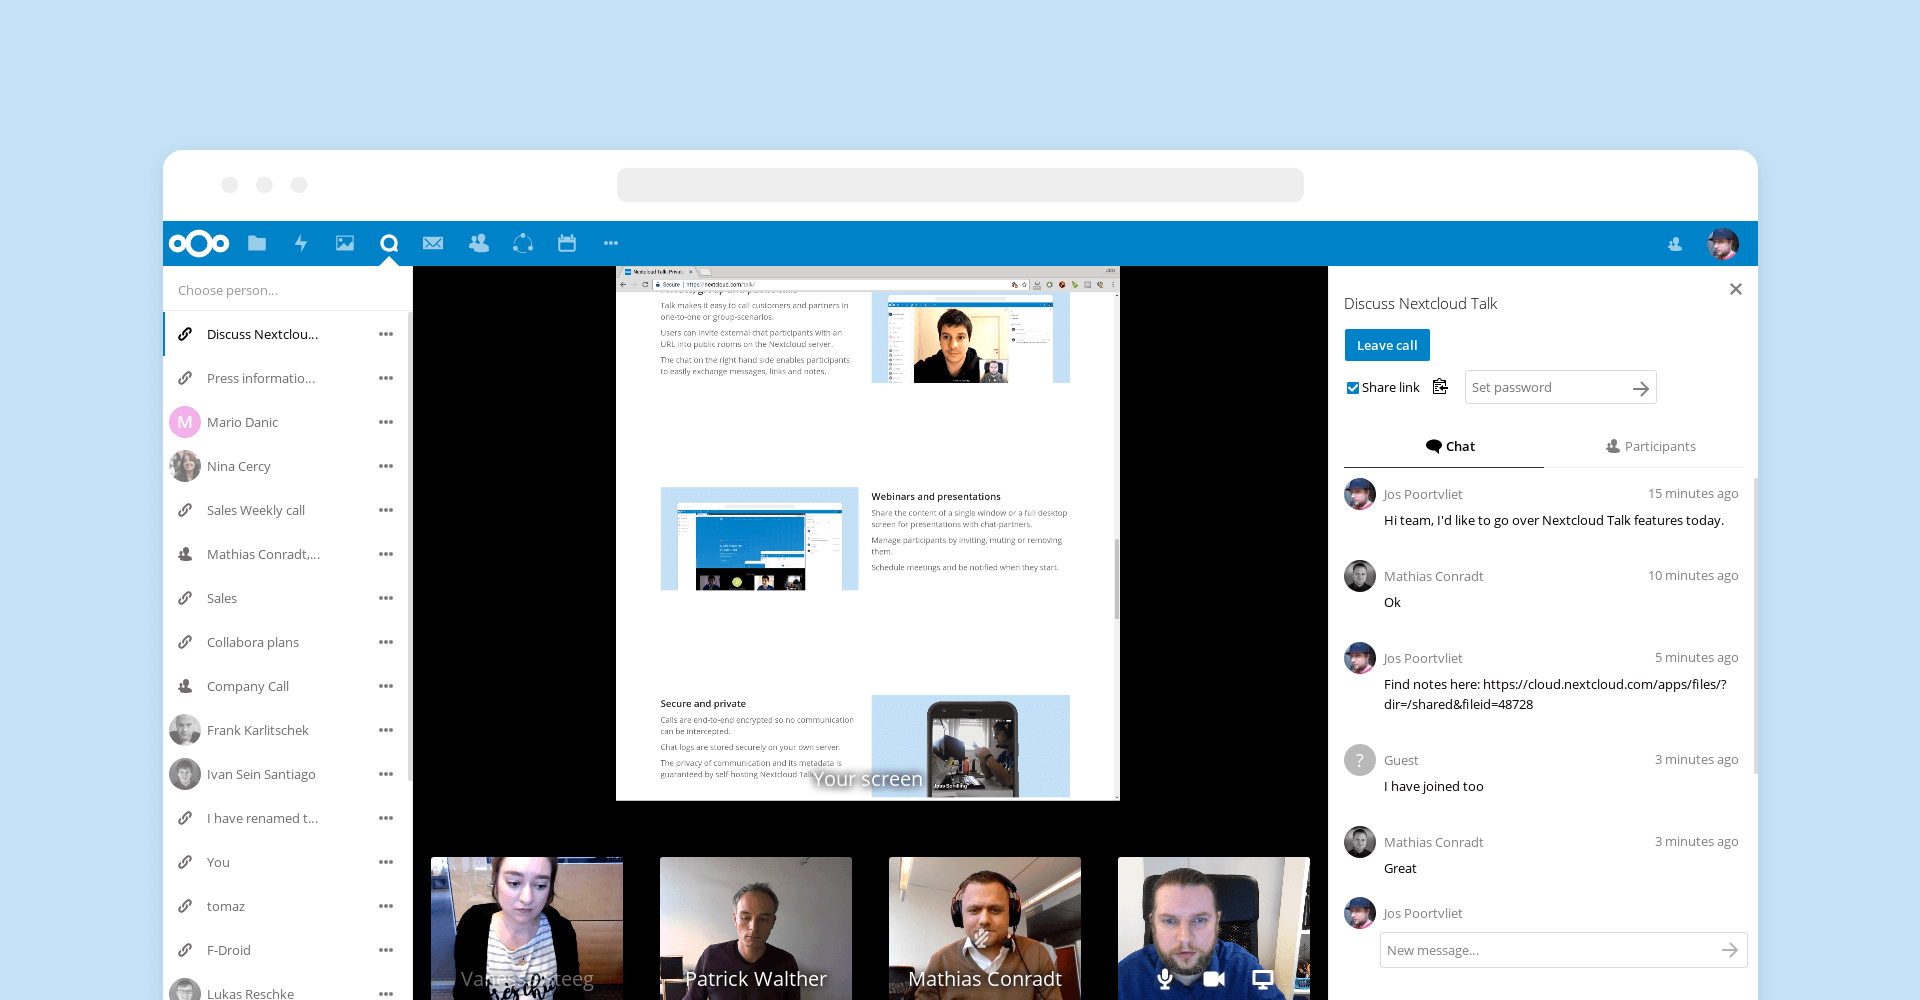 Choose person...
Discuss Nextclou...
Press informatio...
M
Mario Danic
Nina Cercy
Sales Weekly call
Mathias Conradt,...
Sales
Collabora plans
Company Call
Frank Karlitschek
Ivan Sein Santiago
I have renamed t...
You
tomaz
F-Droid
Lukas Reschke
Nextcloud Talk: Privat
Secure
https://nextcloud.com/talk/
Talk makes it easy to call customers and partners in
one-to-one or group-scenarios.
Users can invite external chat participants with an
URL into public rooms on the Nextcloud server.
The chat on the right hand side enables participants
to easily exchange messages, links and notes.
Webinars and presentations
Share the content of a single window or a full desktop
screen for presentations with chat-partners.
Manage participants by inviting, muting or removing
them.
Schedule meetings and be notified when they start.
Secure and private
Calls are end-to-end encrypted so no communication
can be intercepted.
Chat logs are stored securely on your own server.
The privacy of communication and its metadata is
guaranteed by self-hosting Nextcloud Talk
Your screen
Patrick Walther
Mathias Conradt
Discuss Nextcloud Talk
Leave call
Share link
Set password
Chat
Participants
Jos Poortvliet
15 minutes ago
Hi team, I'd like to go over Nextcloud Talk features today.
Mathias Conradt
10 minutes ago
Ok
Jos Poortvliet
5 minutes ago
Find notes here: https://cloud.nextcloud.com/apps/files/?
dir=/shared&fileid=48728
?
Guest
3 minutes ago
I have joined too
Mathias Conradt
3 minutes ago
Great
Jos Poortvliet
New message...